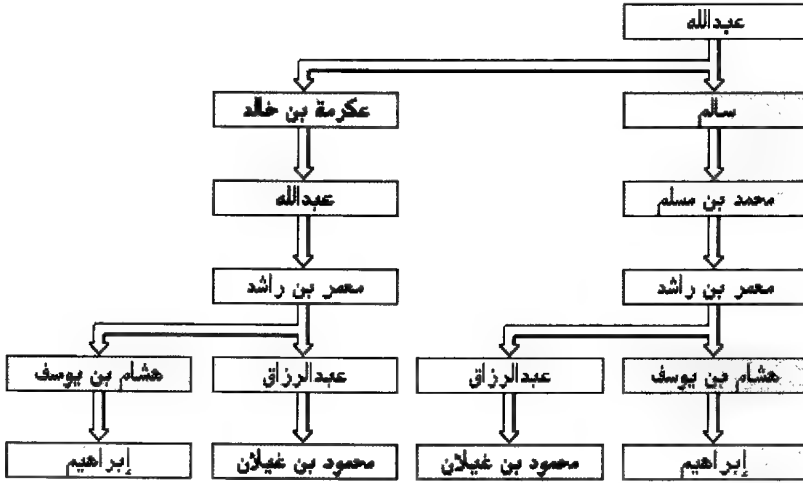 عبدالله
سالم
عكرمة بن خالد
محمد بن مسلم
عبدالله
معمر بن راشد
معمر بن راشد
هشام بن يوسف
عبدالرزاق
عبدالرزاق
هشام بن يوسف
إبراهيم
محمود بن غيلان
محمود بن غيلان
إبراهيم